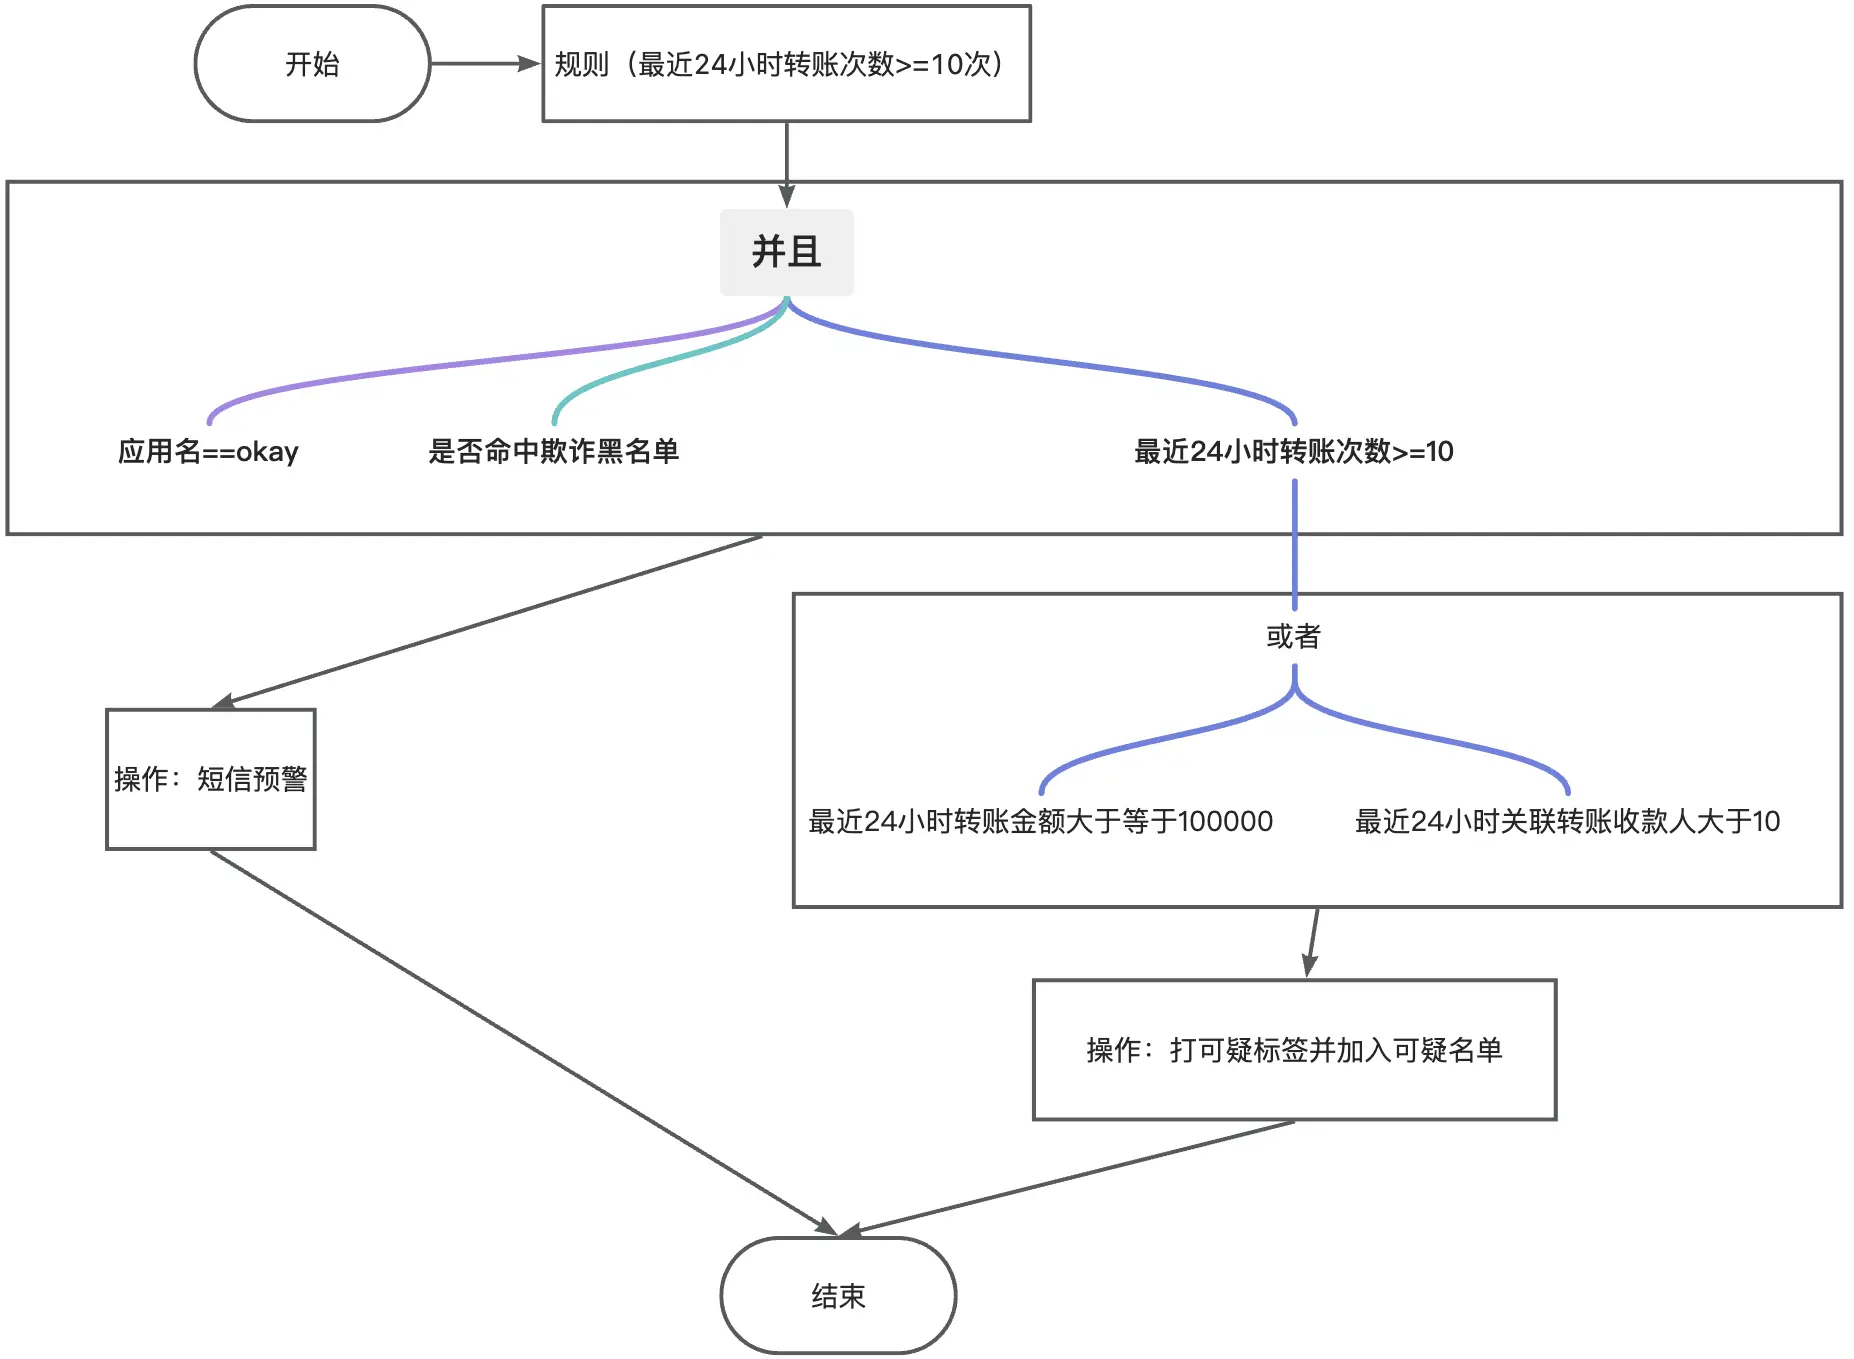 开始
规则（最近24小时转账次数>=10次）
并且
应用名==okay
是否命中欺诈黑名单
最近24小时转账次数>=10
或者
操作：短信预警
最近24小时转账金额大于等于100000
最近24小时关联转账收款人大于10
操作：打可疑标签并加入可疑名单
结束